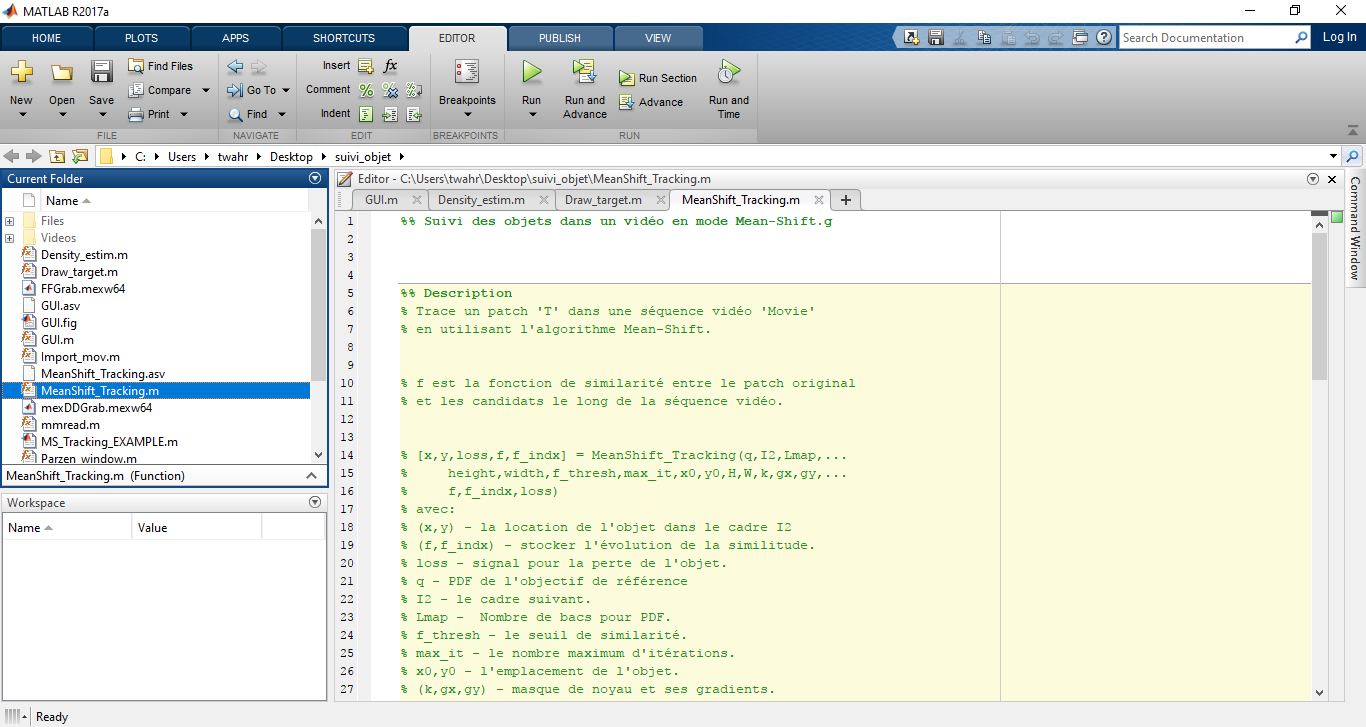 MATLAB R2017a
HOME PLOTS APPS SHORTCUTS EDITOR PUBLISH VIEW Search Documentation Log In
New Open Save Find Files Compare Print
FILE
Go To Find
NAVIGATE
Insert fx
Comment
Indent
EDIT
Breakpoints
BREAKPOINTS
Run Run and Advance Run Section Advance Run and Time
RUN
C: Users twahr Desktop suivi_objet
Current Folder
Name
Files
Videos
Density_estim.m
Draw_target.m
FFGrab.mexw64
GUI.asv
GUI.fig
GUI.m
Import_mov.m
MeanShift_Tracking.asv
MeanShift_Tracking.m
mexDDGrab.mexw64
mmread.m
MS_Tracking_EXAMPLE.m
Parzen_window.m
MeanShift_Tracking.m (Function)
Workspace
Name Value
Editor - C:\Users\twahr\Desktop\suivi_objet\MeanShift_Tracking.m
GUI.m Density_estim.m Draw_target.m MeanShift_Tracking.m
1 %% Suivi des objets dans un vidéo en mode Mean-Shift.g
2
3
4
5 %% Description
6 % Trace un patch 'T' dans une séquence vidéo 'Movie'
7 % en utilisant l'algorithme Mean-Shift.
8
9
10 % f est la fonction de similarité entre le patch original
11 % et les candidats le long de la séquence vidéo.
12
13
14 % [x,y,loss,f,f_indx] = MeanShift_Tracking(q,I2,Lmap,...
15 % height,width,f_thresh,max_it,x0,y0,H,W,k,gx,gy,...
16 % f,f_indx,loss)
17 % avec:
18 % (x,y) - la location de l'objet dans le cadre I2
19 % (f,f_indx) - stocker l'évolution de la similitude.
20 % loss - signal pour la perte de l'objet.
21 % q - PDF de l'objectif de référence
22 % I2 - le cadre suivant.
23 % Lmap - Nombre de bacs pour PDF.
24 % f_thresh - le seuil de similarité.
25 % max_it - le nombre maximum d'itérations.
26 % x0,y0 - l'emplacement de l'objet.
27 % (k,gx,gy) - masque de noyau et ses gradients.
Command Window
Ready